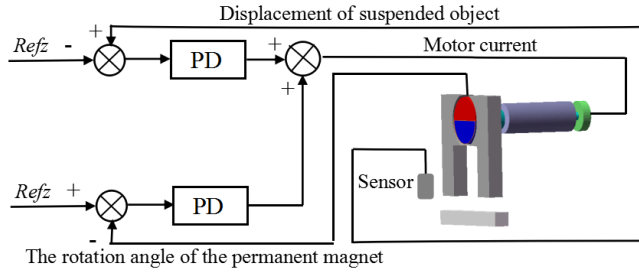 Displacement of suspended object
Refz - + PD + Motor current
+
Sensor
Refz + PD
-
The rotation angle of the permanent magnet